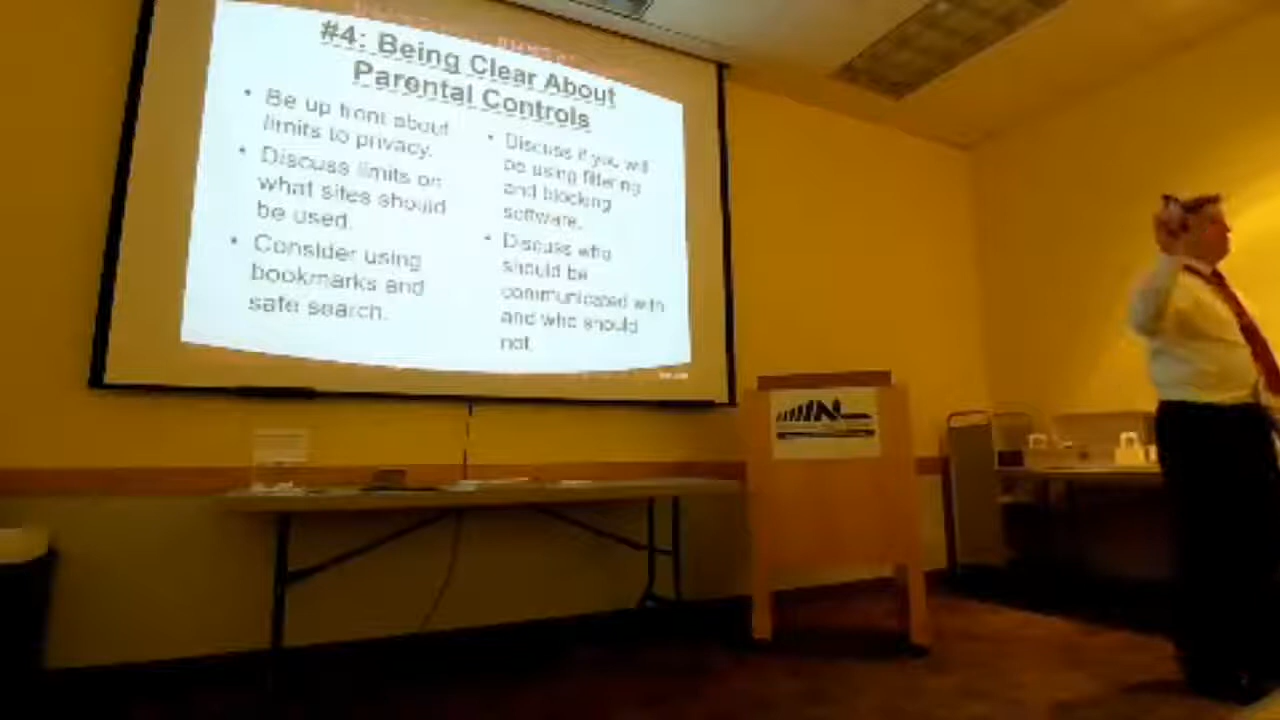 #4: Being Clear About
Parental Controls
• Be up front about
limits to privacy.
• Discuss limits on
what sites should
be used.
• Consider using
bookmarks and
safe search.
• Discuss if you will
be using filtering
and blocking
software.
• Discuss who
should be
communicated with
and who should
not.